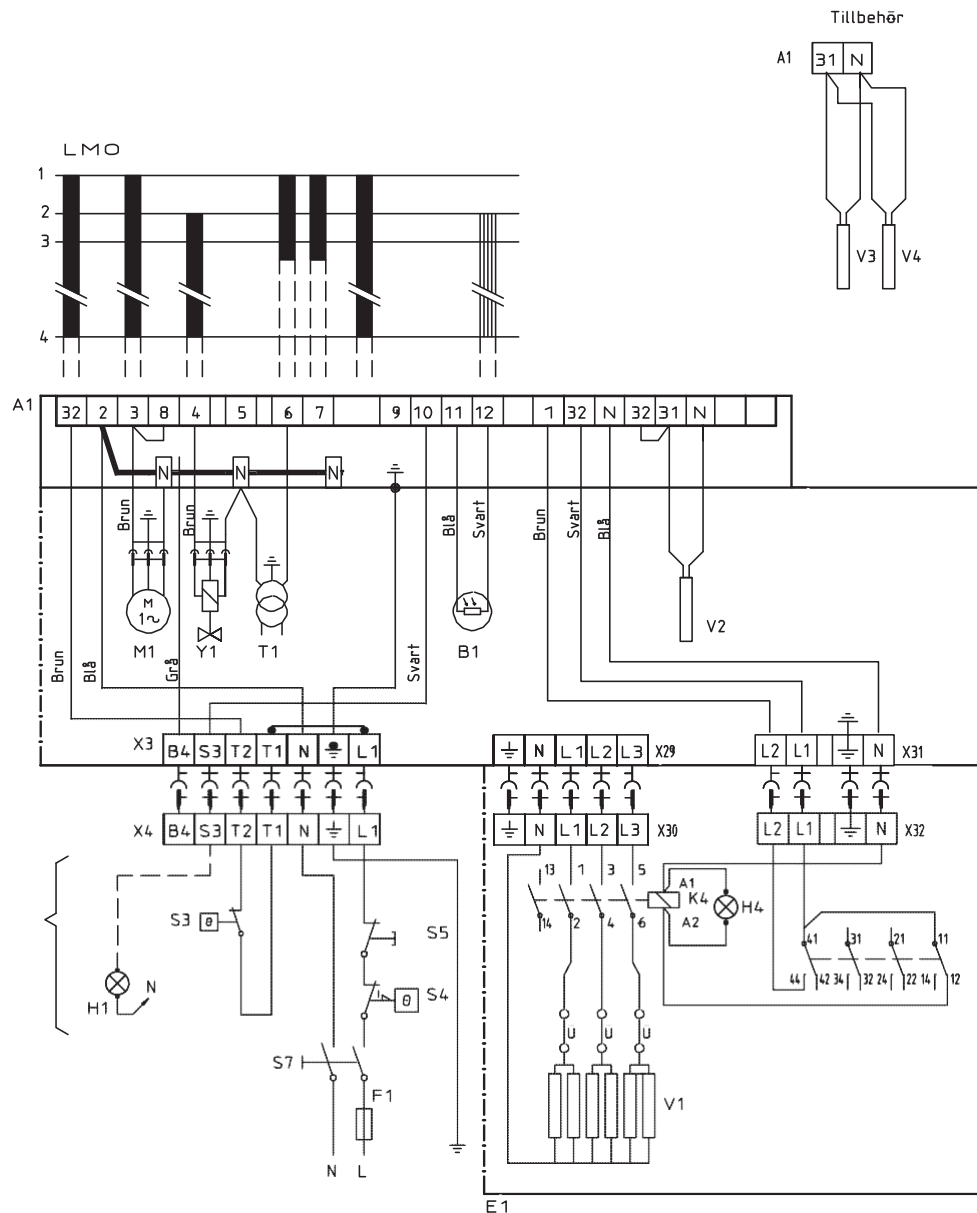 Tillbehör
A1
31 N
V3 V4
LMO
1
2
3
4
A1
32 2 3 8 4 5 6 7 9 10 11 12 1 32 N 32 31 N
N N N
Brun Brun Blå Svart Brun Svart Blå
M 1~
M1 Y1 T1 B1 V2
Brun Blå Grå Svart
X3 B4 S3 T2 T1 N L1
N L1 L2 L3 X29
L2 L1 N X31
X4 B4 S3 T2 T1 N L1
N L1 L2 L3 X30
L2 L1 N X32
13 1 3 5
A1 K4 A2 H4
14 2 4 6
S3 θ
S5
S4 θ
41 31 21 11
44 42 34 32 24 22 14 12
H1 N
S7
F1
U U U
V1
N L
E1